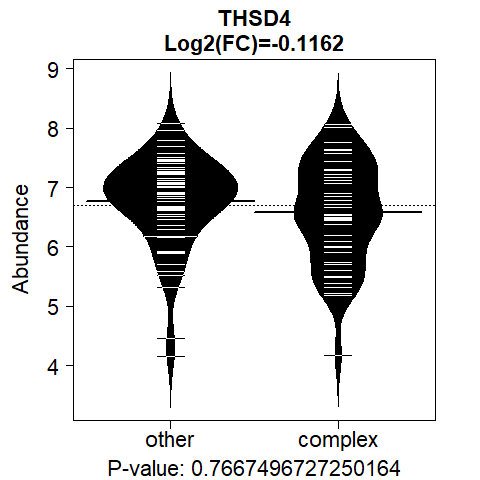 THSD4
Log2(FC)=-0.1162
Abundance
9
8
7
6
5
4
other complex
P-value: 0.7667496727250164